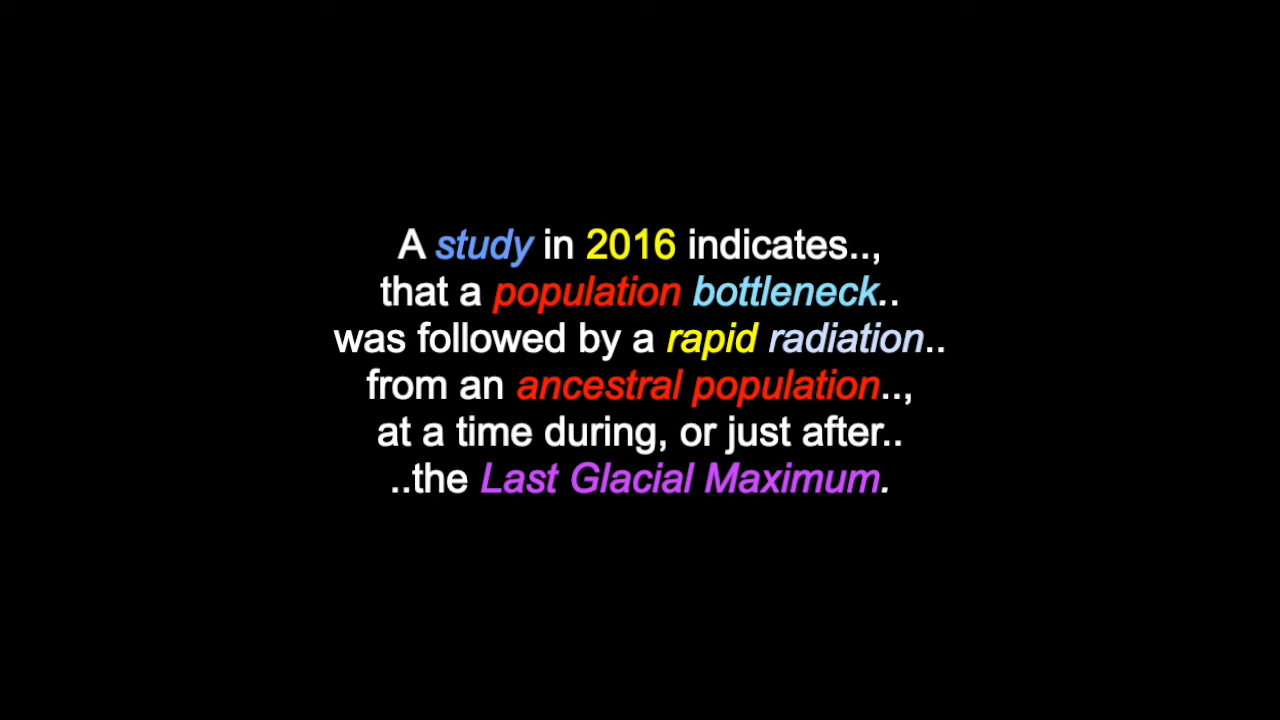 A study in 2016 indicates..,
that a population bottleneck..
was followed by a rapid radiation..
from an ancestral population..,
at a time during, or just after..
..the Last Glacial Maximum.